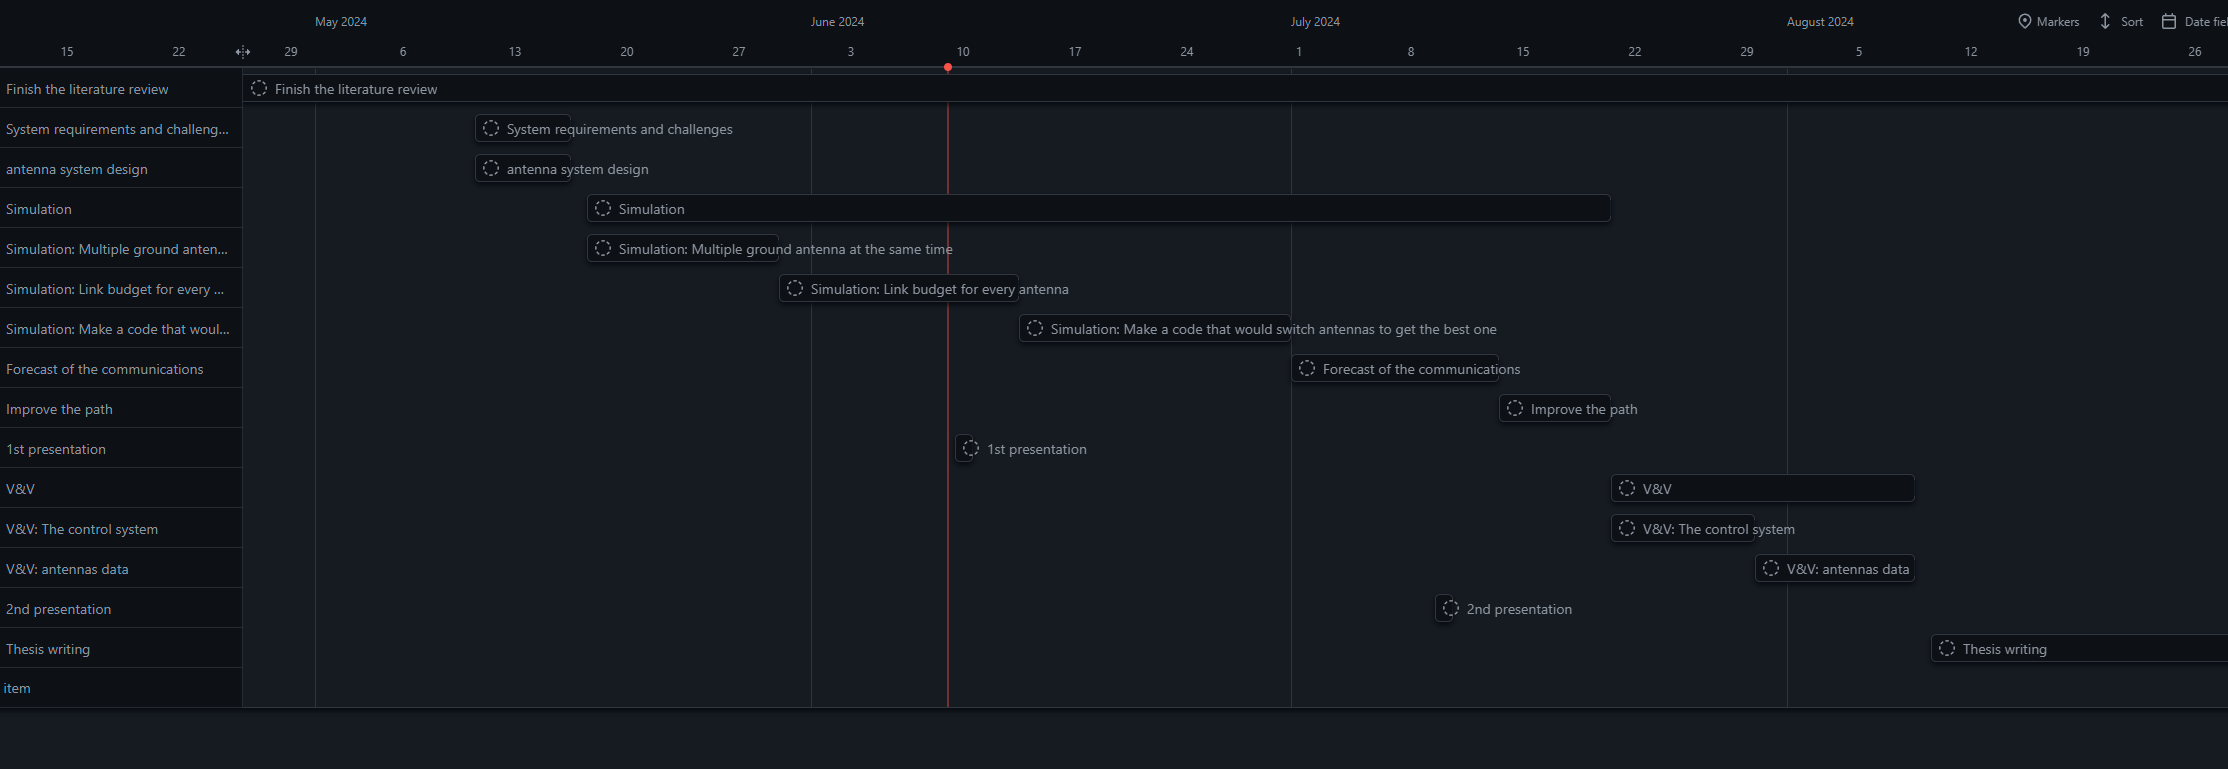 May 2024 June 2024 July 2024 August 2024 Markers Sort Date fiel
15 22 29 6 13 20 27 3 10 17 24 1 8 15 22 29 5 12 19 26
Finish the literature review Finish the literature review
System requirements and challeng... System requirements and challenges
antenna system design antenna system design
Simulation Simulation
Simulation: Multiple ground anten... Simulation: Multiple ground antenna at the same time
Simulation: Link budget for every ... Simulation: Link budget for every antenna
Simulation: Make a code that woul... Simulation: Make a code that would switch antennas to get the best one
Forecast of the communications Forecast of the communications
Improve the path Improve the path
1st presentation 1st presentation
V&V V&V
V&V: The control system V&V: The control system
V&V: antennas data V&V: antennas data
2nd presentation 2nd presentation
Thesis writing Thesis writing
item